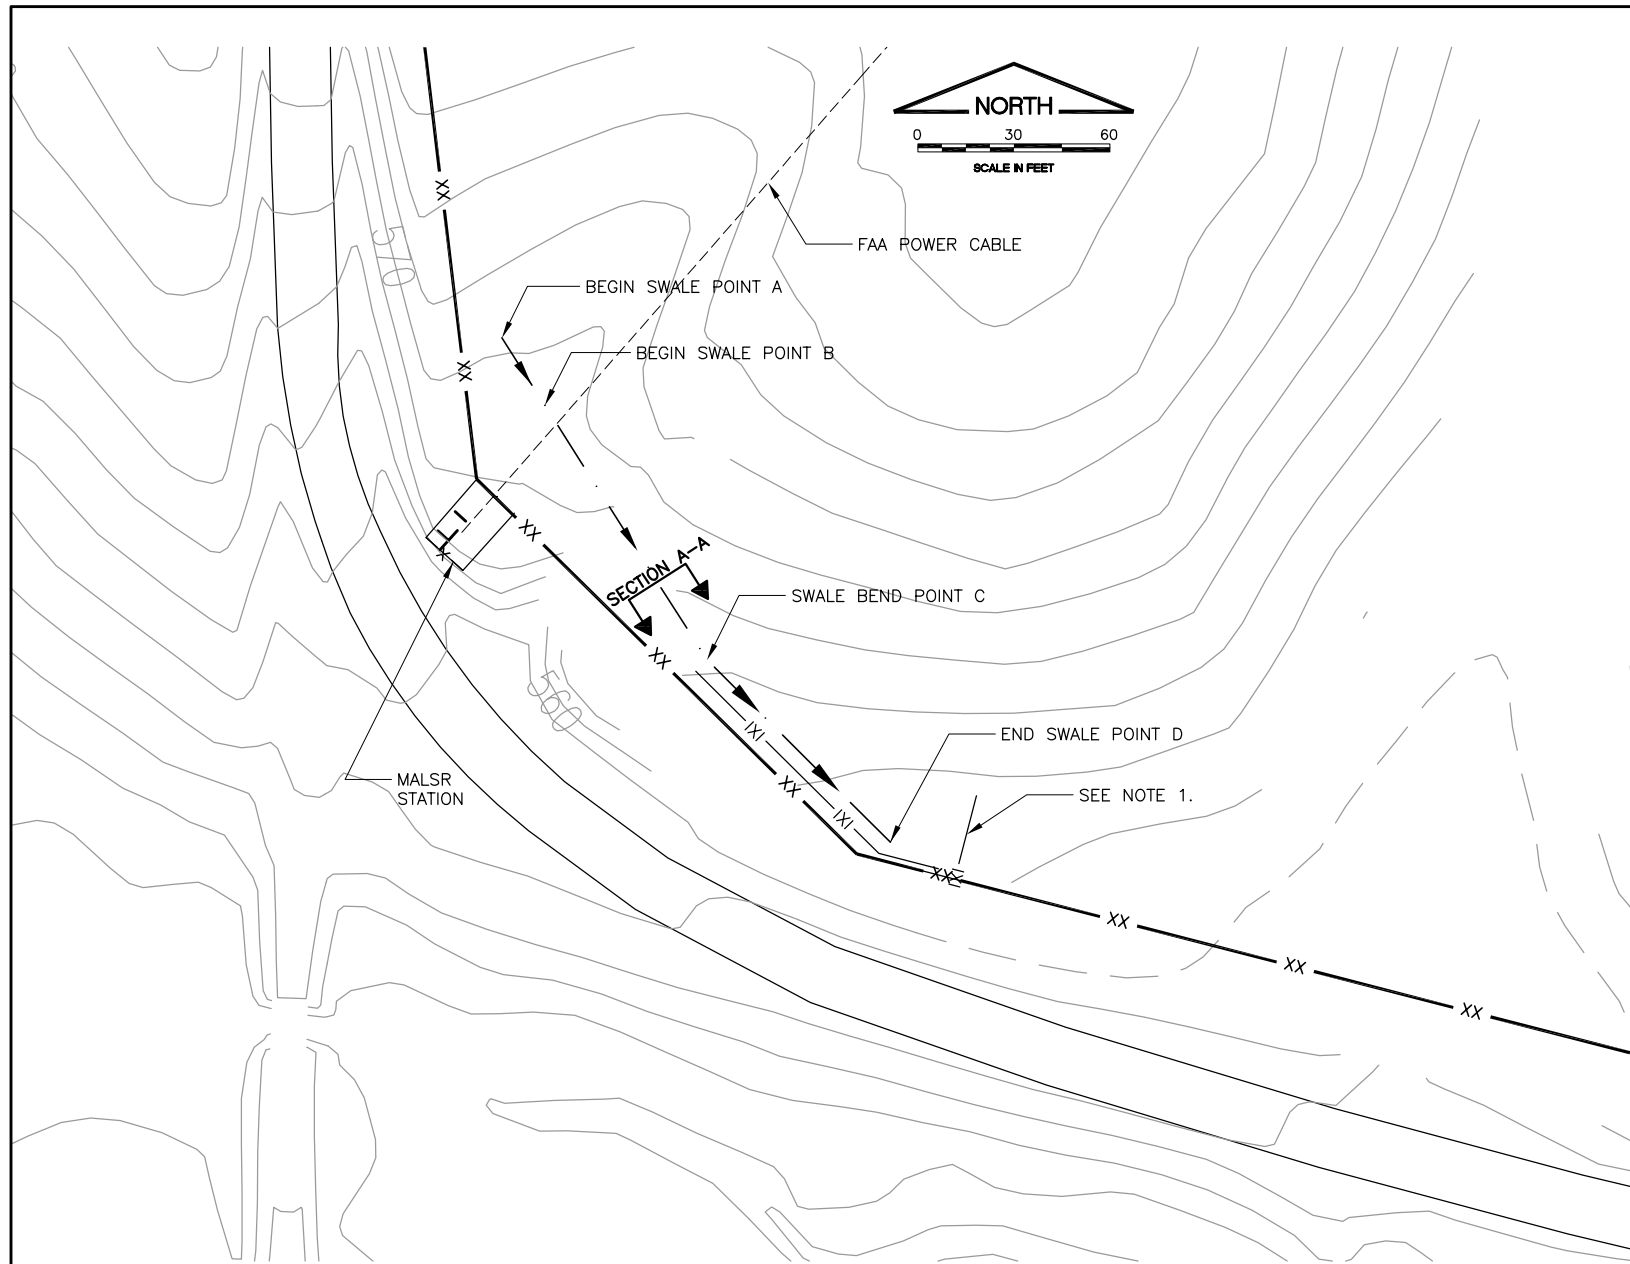 NORTH
0 30 60
SCALE IN FEET
FAA POWER CABLE
BEGIN SWALE POINT A
BEGIN SWALE POINT B
570
XX
XX
XX
X
SECTION A-A
SWALE BEND POINT C
XX
560
IXI
END SWALE POINT D
MALSR
STATION
XX
SEE NOTE 1.
IXI
XX
IXI
XX
XX
XX